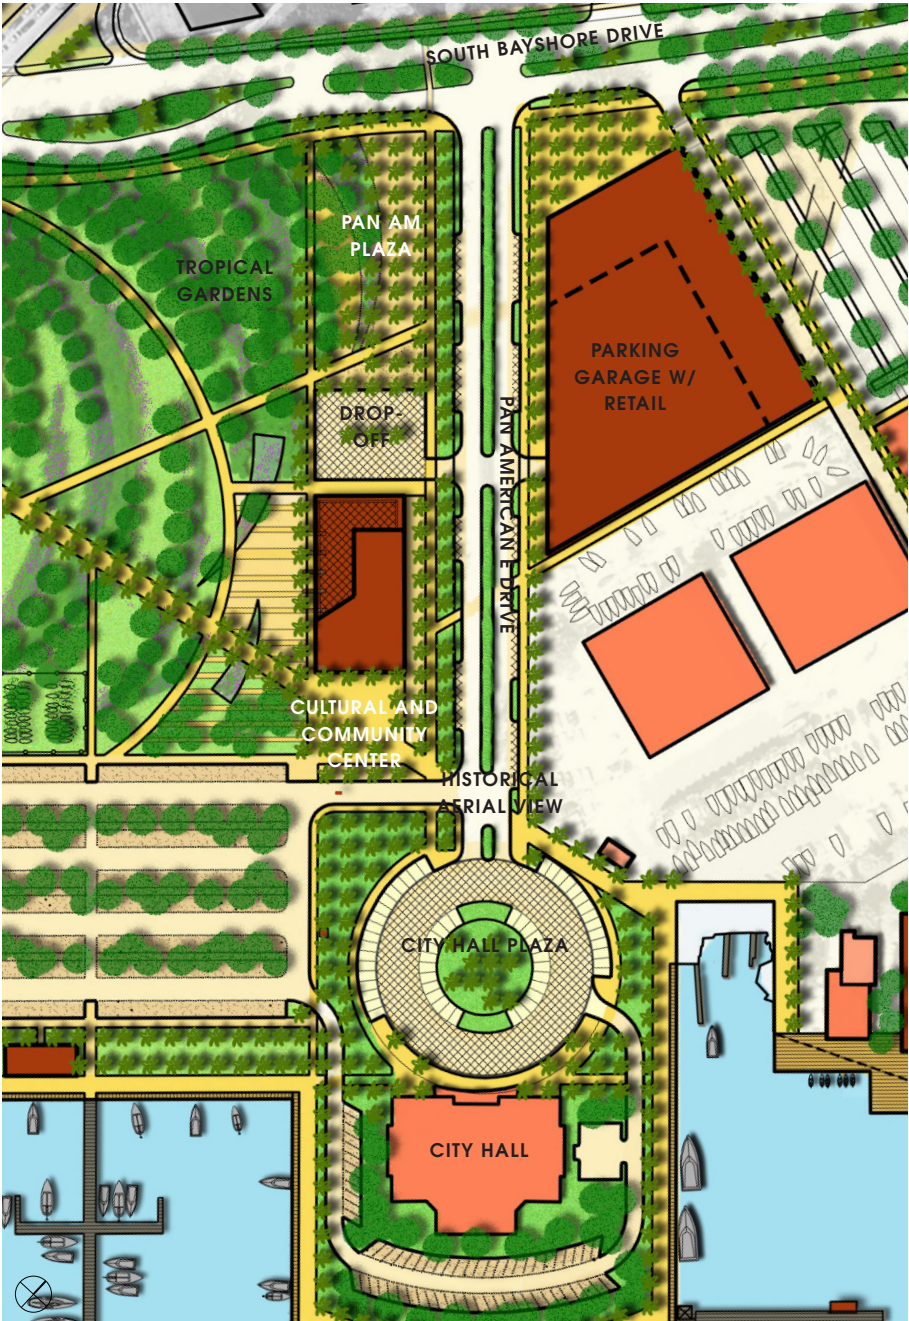 SOUTH BAYSHORE DRIVE
PAN AM
PLAZA
TROPICAL
GARDENS
PARKING
GARAGE W/
RETAIL
DROP-
OFF
PAN AMERICAN E DRIVE
CULTURAL AND
COMMUNITY
CENTER
HISTORICAL
AERIAL VIEW
CITY HALL PLAZA
CITY HALL